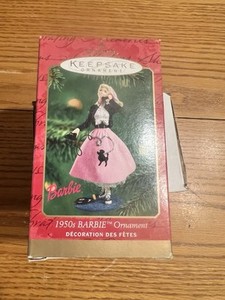 KEEPSAKE
ORNAMENT
Barbie
1950s BARBIE™ Ornament
DÉCORATION DES FÊTES